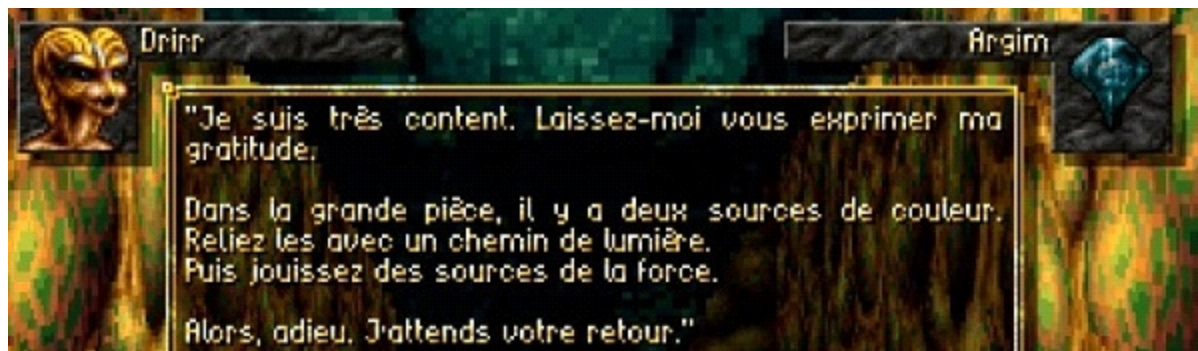 Drirr
Argim
"Je suis três content. Laissez-moi vous exprimer ma
gratitude.
Dans la grande pièce, il y a deux sources de couleur.
Reliez les avec un chemin de lumière.
Puis jouissez des sources de la force.
Alors, adieu. J'attends votre retour."